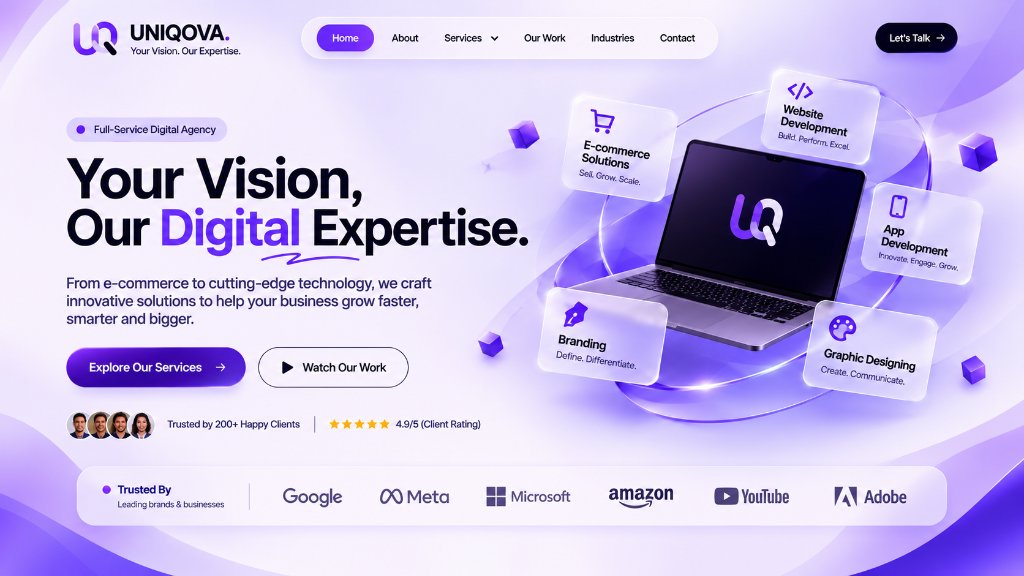 UNIQOVA.
Your Vision. Our Expertise.
Home
About
Services
Our Work
Industries
Contact
Let's Talk
Full-Service Digital Agency
Your Vision,
Our Digital Expertise.
From e-commerce to cutting-edge technology, we craft
innovative solutions to help your business grow faster,
smarter and bigger.
Explore Our Services
Watch Our Work
Trusted by 200+ Happy Clients
4.9/5 (Client Rating)
E-commerce
Solutions
Sell. Grow. Scale.
Website
Development
Build. Perform. Excel.
App
Development
Innovate. Engage. Grow.
Branding
Define. Differentiate.
Graphic Designing
Create. Communicate.
UQ
Trusted By
Leading brands & businesses
Google
Meta
Microsoft
amazon
YouTube
Adobe